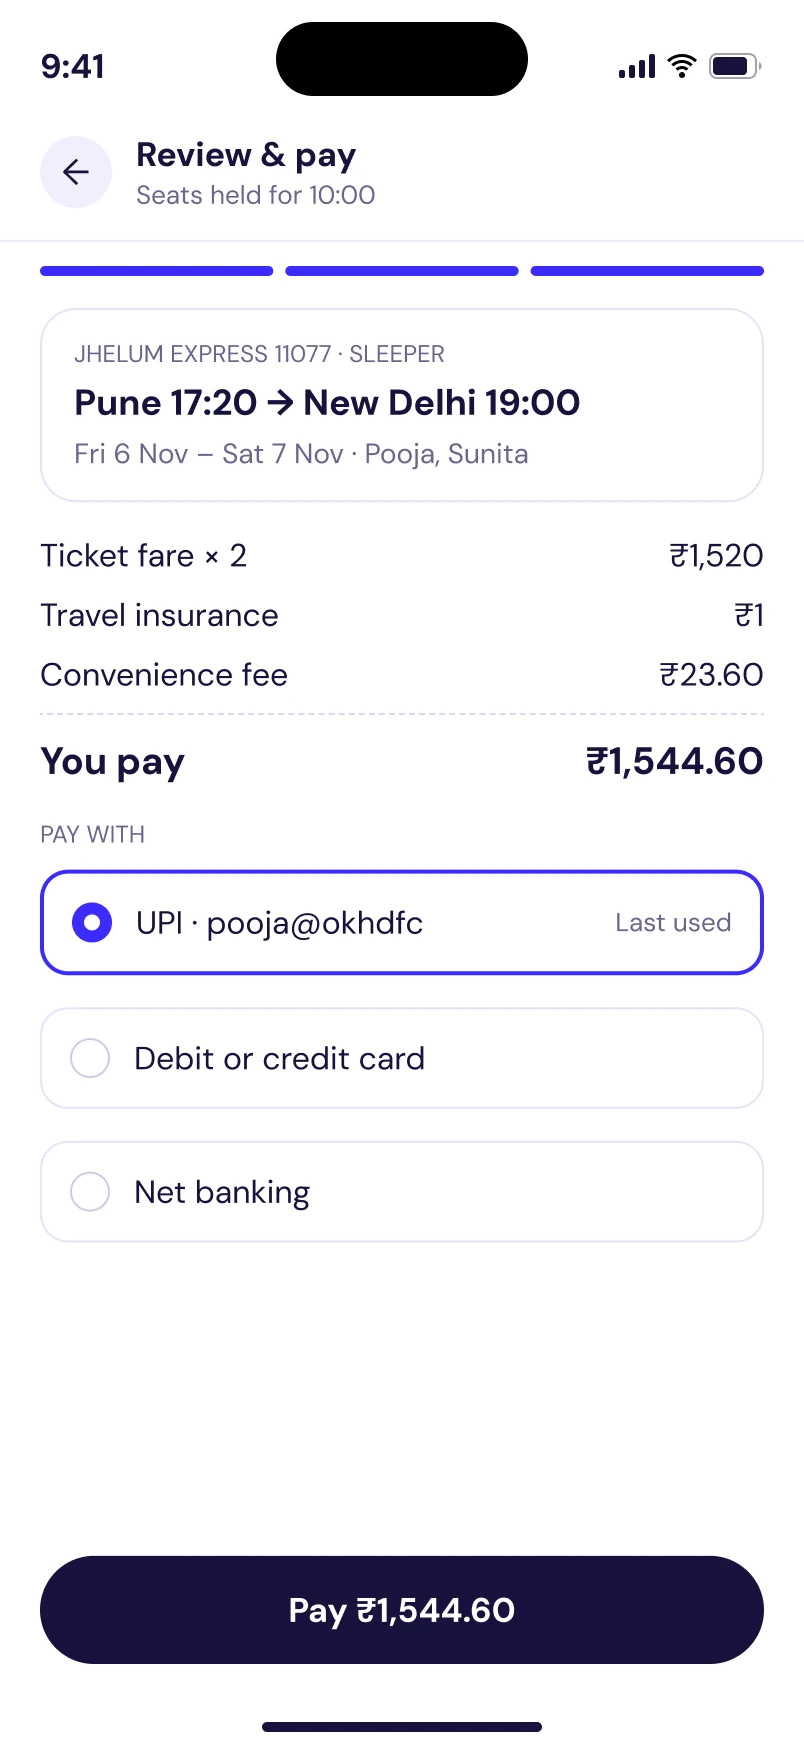 9:41
Review & pay
Seats held for 10:00
JHELUM EXPRESS 11077 · SLEEPER
Pune 17:20 → New Delhi 19:00
Fri 6 Nov – Sat 7 Nov · Pooja, Sunita
Ticket fare × 2 ₹1,520
Travel insurance ₹1
Convenience fee ₹23.60
You pay ₹1,544.60
PAY WITH
UPI · pooja@okhdfc Last used
Debit or credit card
Net banking
Pay ₹1,544.60